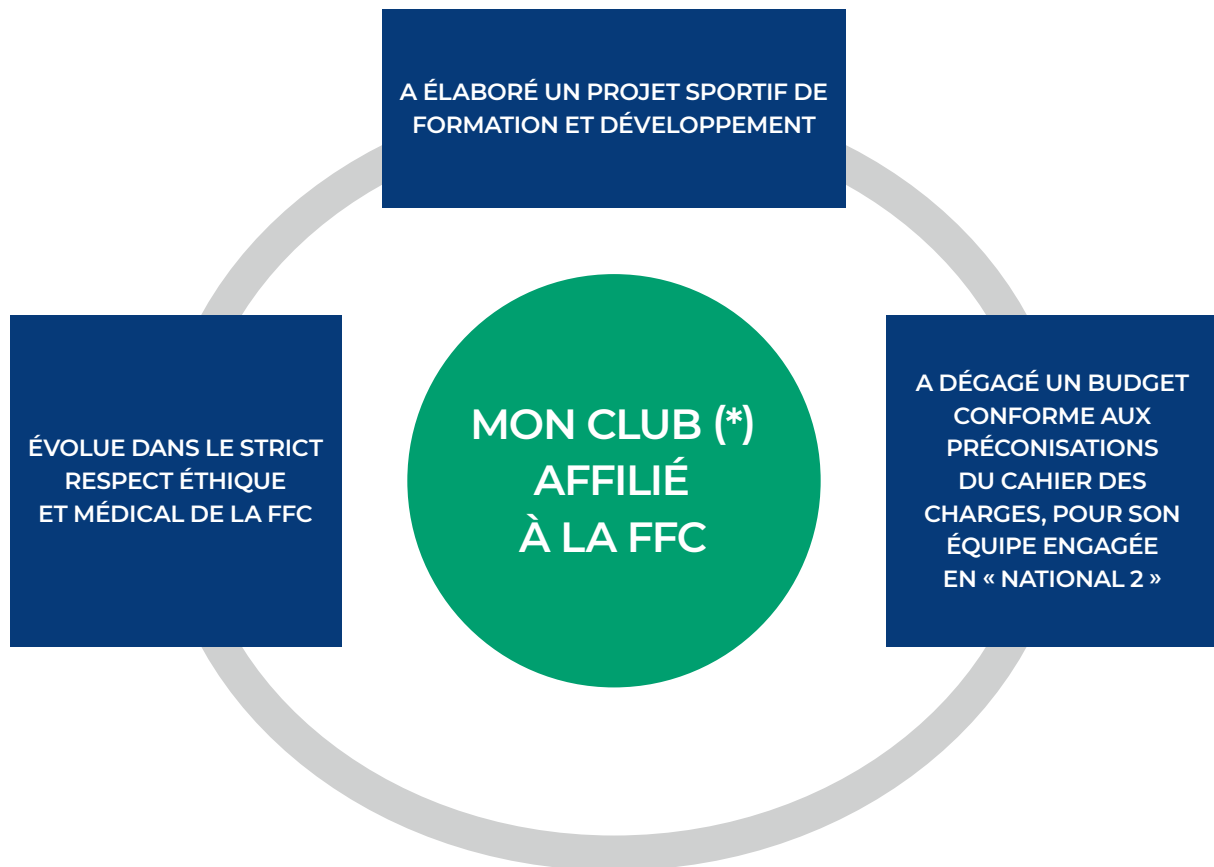 A ÉLABORÉ UN PROJET SPORTIF DE
FORMATION ET DÉVELOPPEMENT
ÉVOLUE DANS LE STRICT
RESPECT ÉTHIQUE
ET MÉDICAL DE LA FFC
MON CLUB (*)
AFFILIÉ
À LA FFC
A DÉGAGÉ UN BUDGET
CONFORME AUX
PRÉCONISATIONS
DU CAHIER DES
CHARGES, POUR SON
ÉQUIPE ENGAGÉE
EN « NATIONAL 2 »